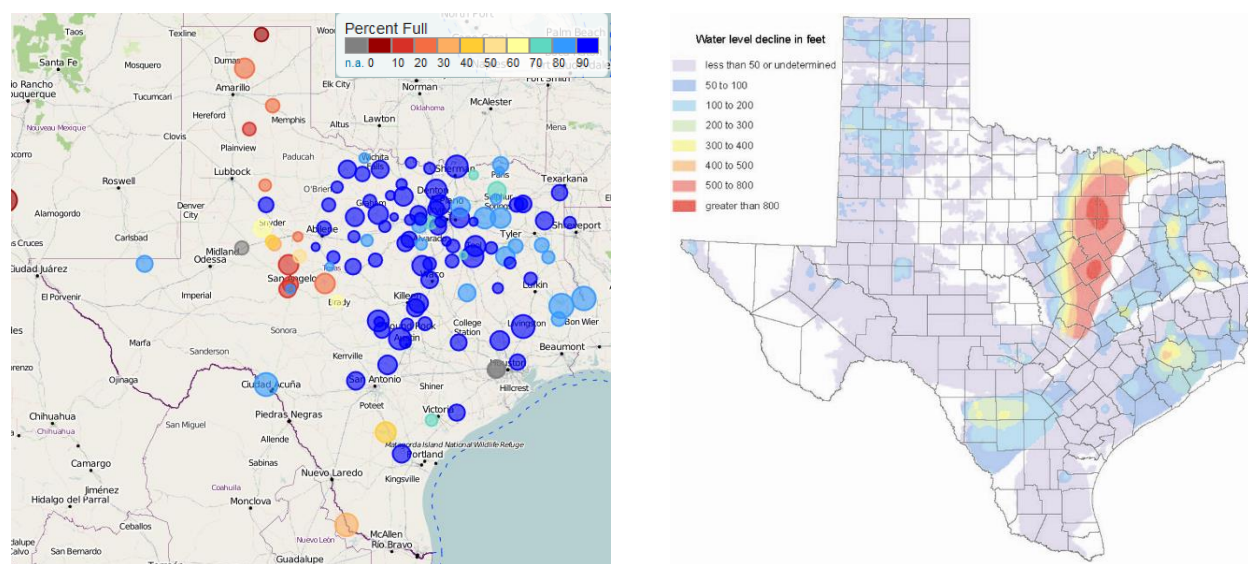 Percent Full
n.a. 0 10 20 30 40 50 60 70 80 90
Taos
Texline
Santa Fe
Mosquero
Dumas
Elk City
Amarillo
Norman
McAlester
Fort Smith
Tucumcari
Hereford
Memphis
Altus
Lawton
Oklahoma
Mena
Nouveau Mexique
Clovis
Plainview
Paducah
Wichita
Falls
Sherman
Paris
Texarkana
Roswell
Lubbock
O'Brien
Graham
Denton
Plano
Sulphur
Springs
Alamogordo
Denver
City
Snyder
Abilene
Alvarado
Tyler
Shreveport
Las Cruces
Carlsbad
Midland
Odessa
Ciudad Juárez
San Angelo
Waco
Lufkin
El Porvenir
Imperial
Brady
Killeen
Sonora
Round Rock
College
Station
Livingston
Bon Wier
Marfa
Sanderson
Austin
Beaumont
Kerrville
Houston
Ojinaga
Ciudad Acuña
San Antonio
Shiner
Hillcrest
Chihuahua
Chihuahua
San Miguel
Piedras Negras
Poteet
Victoria
Allende
Matagorda Island National Wildlife Refuge
Camargo
Sabinas
Portland
Nuevo Laredo
Kingsville
Jiménez
Coahuila
Hidalgo del Parral
Monclova
Ceballos
McAllen
San Bernardo
Nuevo León
Río Bravo
Guadalupe
Water level decline in feet
less than 50 or undetermined
50 to 100
100 to 200
200 to 300
300 to 400
400 to 500
500 to 800
greater than 800